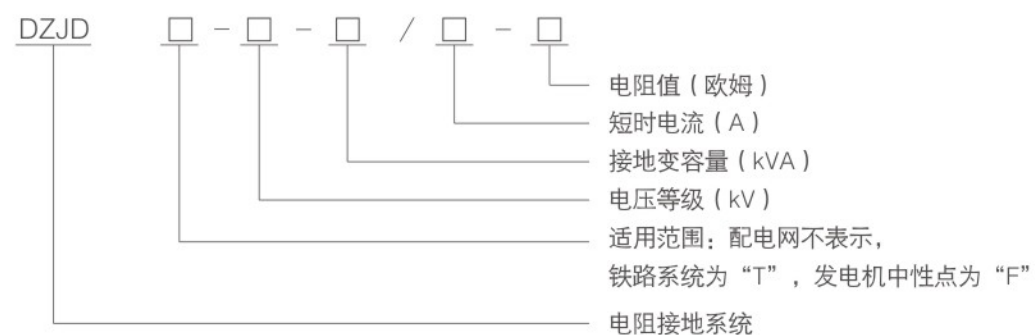 DZJD □-□-□/□-□
电阻值（欧姆）
短时电流（A）
接地变容量（kVA）
电压等级（kV）
适用范围：配电网不表示，
铁路系统为“T”，发电机中性点为“F”
电阻接地系统